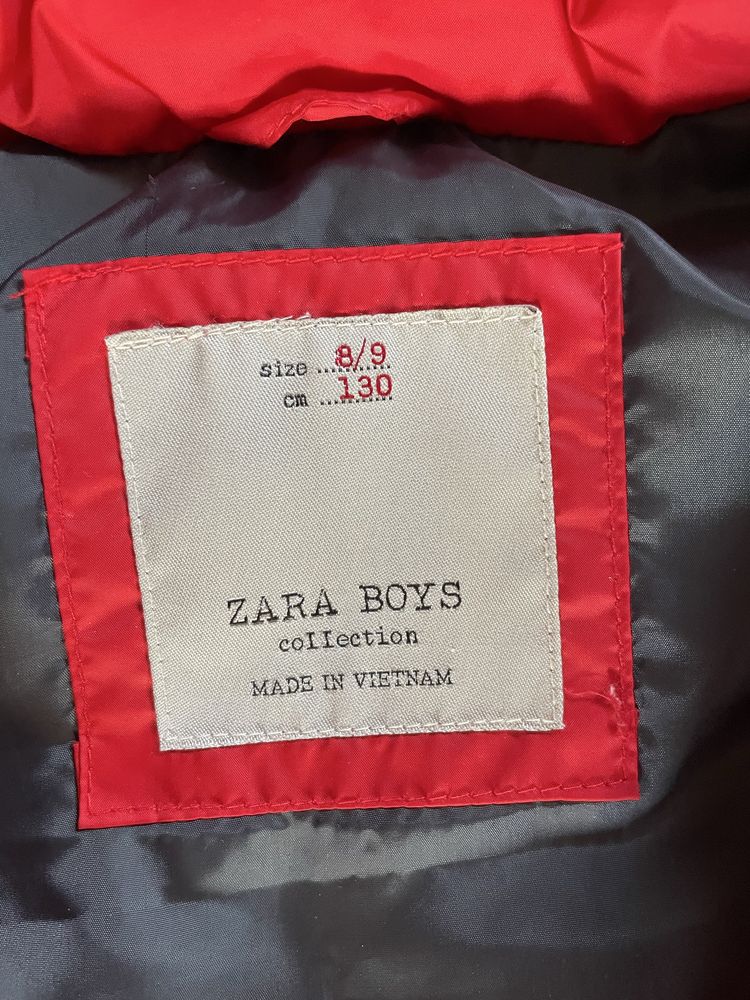 size 8/9
cm 130
ZARA BOYS
collection
MADE IN VIETNAM